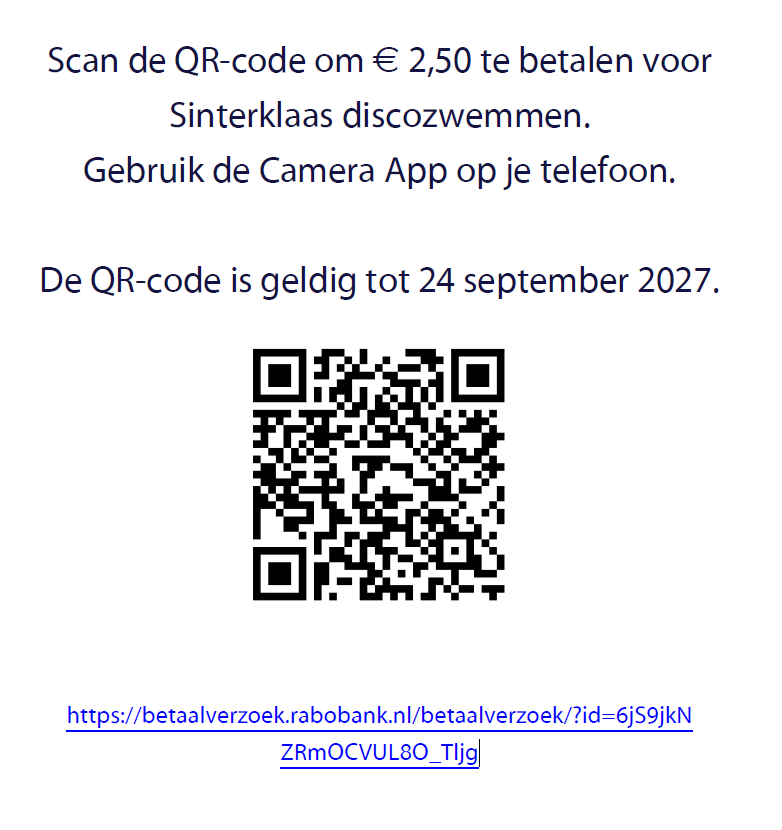 Scan de QR-code om € 2,50 te betalen voor
Sinterklaas discozwemmen.
Gebruik de Camera App op je telefoon.
De QR-code is geldig tot 24 september 2027.
https://betaalverzoek.rabobank.nl/betaalverzoek/?id=6jS9jkN
ZRmOCVUL8O_Tljg